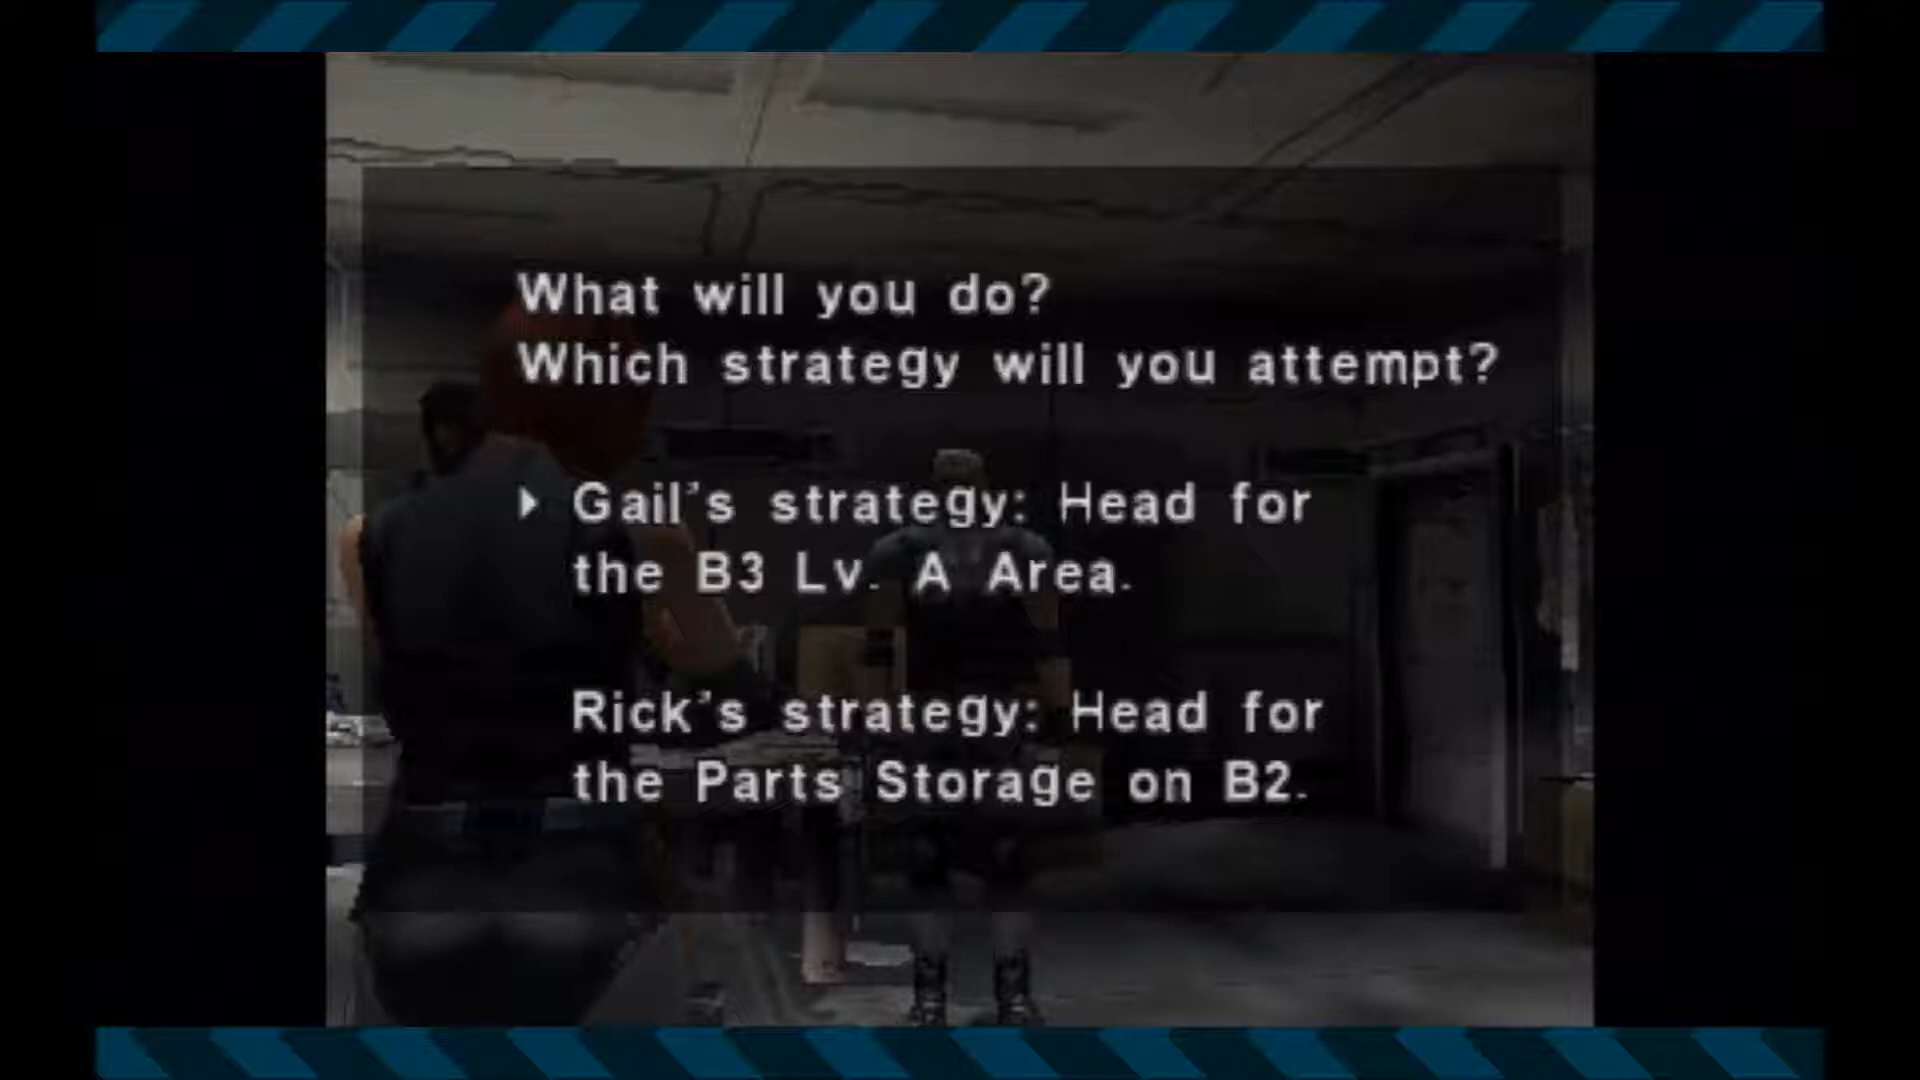 What will you do?
Which strategy will you attempt?
Gail's strategy: Head for
the B3 Lv. A Area.
Rick's strategy: Head for
the Parts Storage on B2.